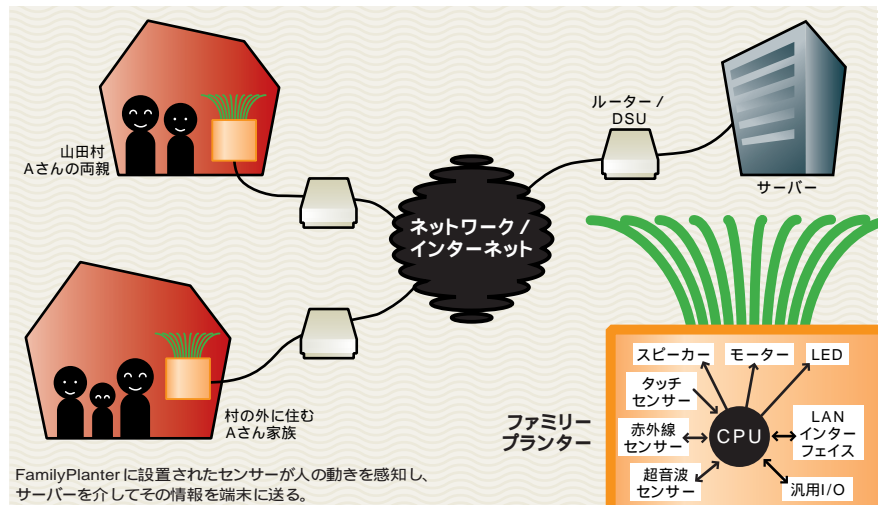 山田村
Aさんの両親
ルーター /
DSU
サーバー
ネットワーク /
インターネット
村の外に住む
Aさん家族
ファミリー
プランター
スピーカー
モーター
LED
タッチ
センサー
赤外線
センサー
CPU
LAN
インター
フェイス
超音波
センサー
汎用I/O
FamilyPlanterに設置されたセンサーが人の動きを感知し、
サーバーを介してその情報を端末に送る。